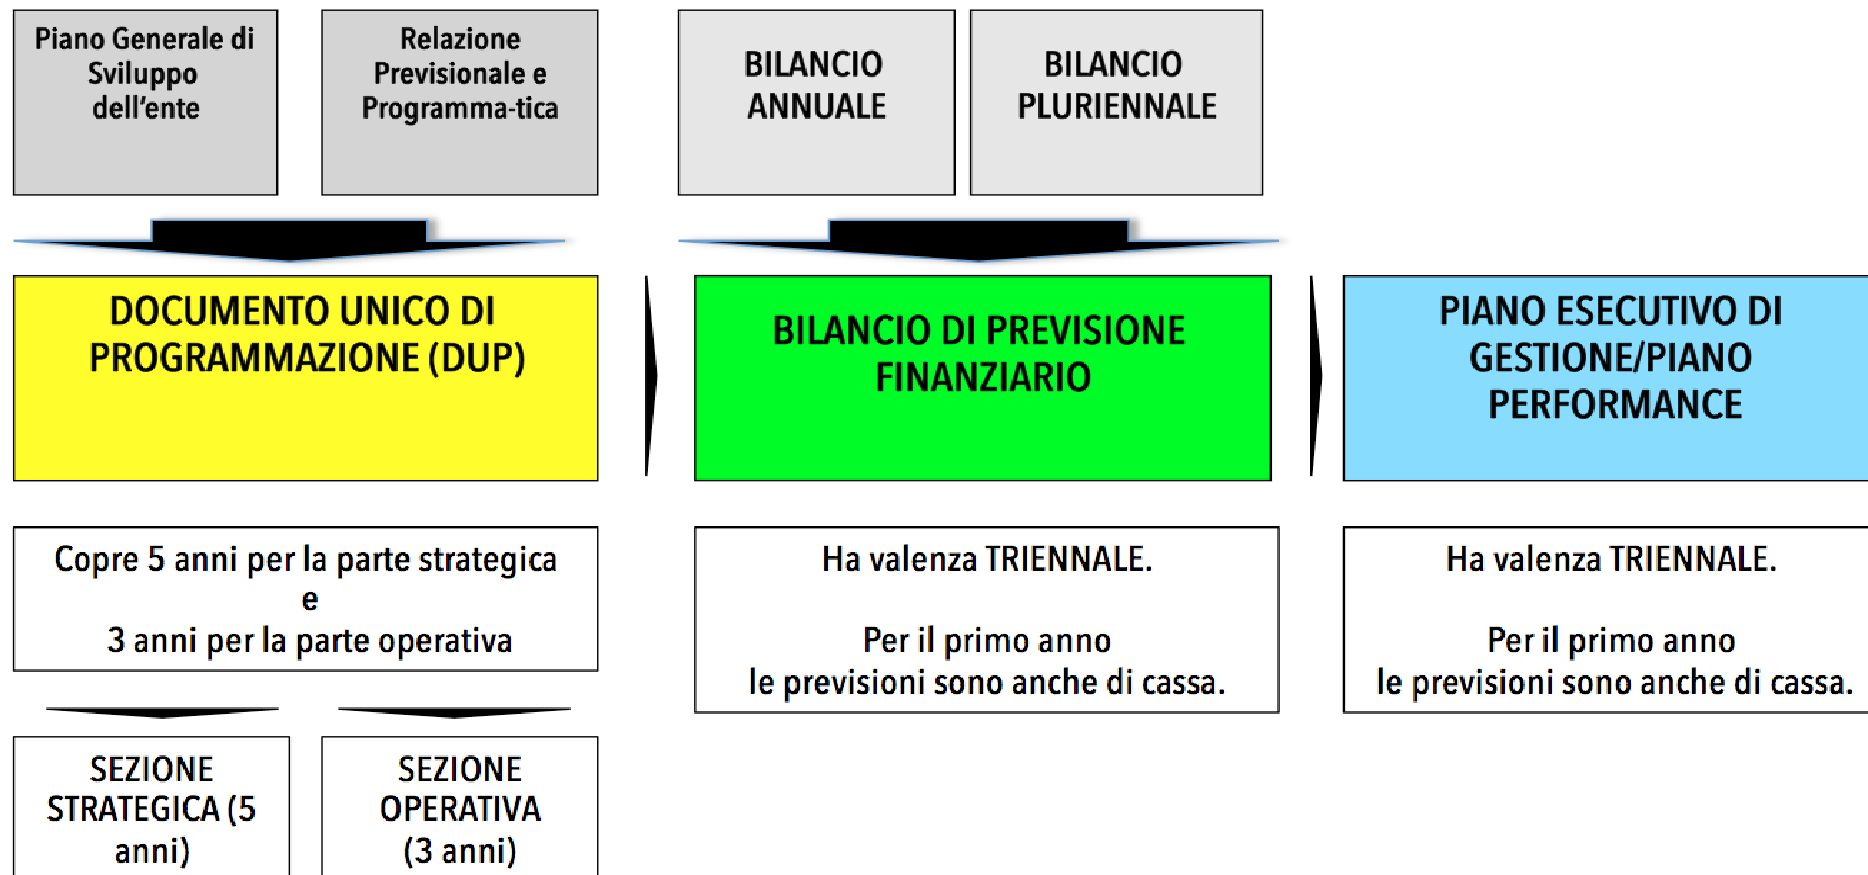 Piano Generale di
Sviluppo
dell'ente
Relazione
Previsionale e
Programma-tica
BILANCIO
ANNUALE
BILANCIO
PLURIENNALE
DOCUMENTO UNICO DI
PROGRAMMAZIONE (DUP)
BILANCIO DI PREVISIONE
FINANZIARIO
PIANO ESECUTIVO DI
GESTIONE/PIANO
PERFORMANCE
Copre 5 anni per la parte strategica
e
3 anni per la parte operativa
Ha valenza TRIENNALE.
Per il primo anno
le previsioni sono anche di cassa.
Ha valenza TRIENNALE.
Per il primo anno
le previsioni sono anche di cassa.
SEZIONE
STRATEGICA (5
anni)
SEZIONE
OPERATIVA
(3 anni)